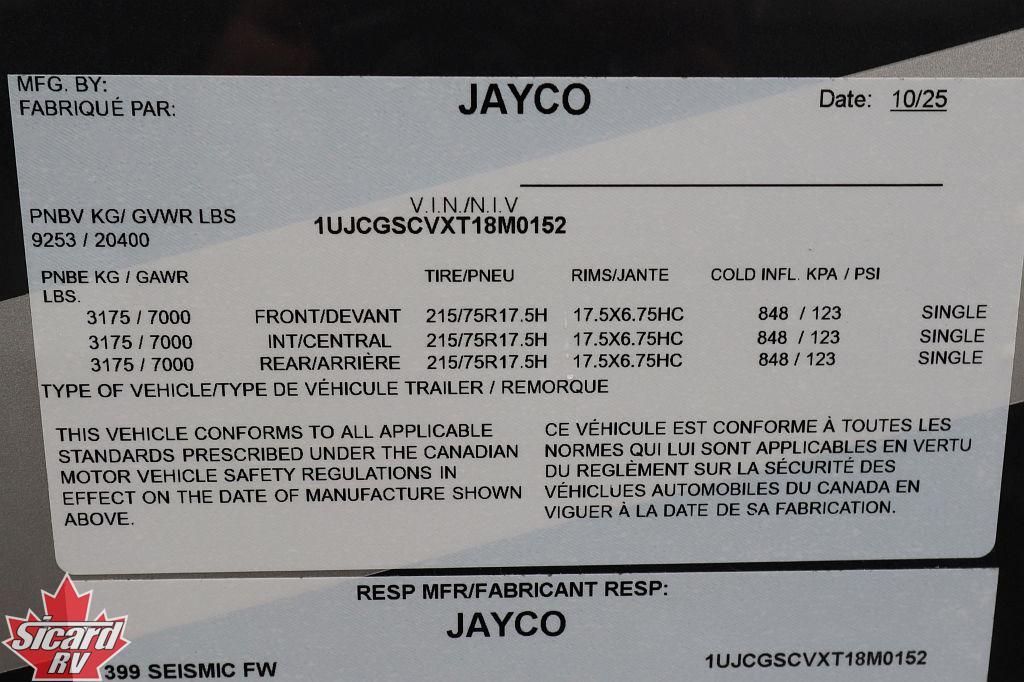 MFG. BY:
FABRIQUÉ PAR:
JAYCO
Date: 10/25
V.I.N./N.I.V
PNBV KG/ GVWR LBS
1UJCGSCVXT18M0152
9253 / 20400
PNBE KG / GAWR LBS. TIRE/PNEU RIMS/JANTE COLD INFL. KPA / PSI
3175 / 7000 FRONT/DEVANT 215/75R17.5H 17.5X6.75HC 848 / 123 SINGLE
3175 / 7000 INT/CENTRAL 215/75R17.5H 17.5X6.75HC 848 / 123 SINGLE
3175 / 7000 REAR/ARRIÈRE 215/75R17.5H 17.5X6.75HC 848 / 123 SINGLE
TYPE OF VEHICLE/TYPE DE VÉHICULE TRAILER / REMORQUE
THIS VEHICLE CONFORMS TO ALL APPLICABLE
STANDARDS PRESCRIBED UNDER THE CANADIAN
MOTOR VEHICLE SAFETY REGULATIONS IN
EFFECT ON THE DATE OF MANUFACTURE SHOWN
ABOVE.
CE VÉHICULE EST CONFORME À TOUTES LES
NORMES QUI LUI SONT APPLICABLES EN VERTU
DU REGLÈMENT SUR LA SÉCURITÉ DES
VÉHICLUES AUTOMOBILES DU CANADA EN
VIGUER À LA DATE DE SA FABRICATION.
RESP MFR/FABRICANT RESP:
JAYCO
399 SEISMIC FW
1UJCGSCVXT18M0152
Sicard
RV